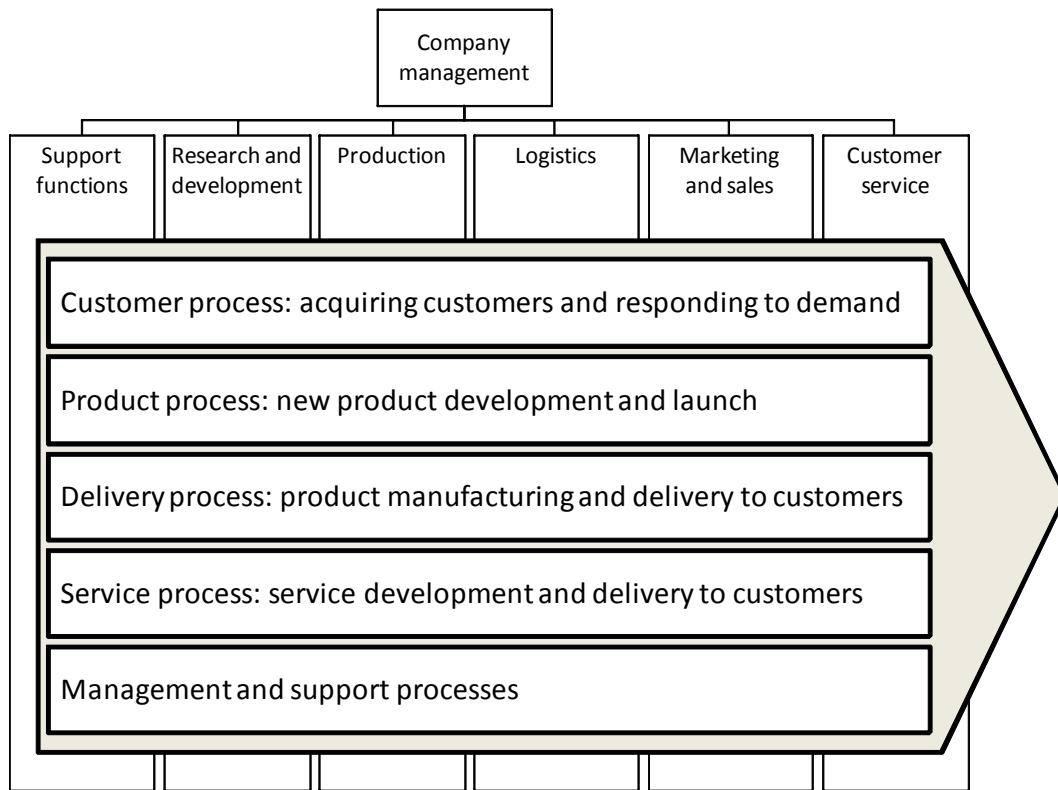 Company
management
Support
functions
Research and
development
Production
Logistics
Marketing
and sales
Customer
service
Customer process: acquiring customers and responding to demand
Product process: new product development and launch
Delivery process: product manufacturing and delivery to customers
Service process: service development and delivery to customers
Management and support processes